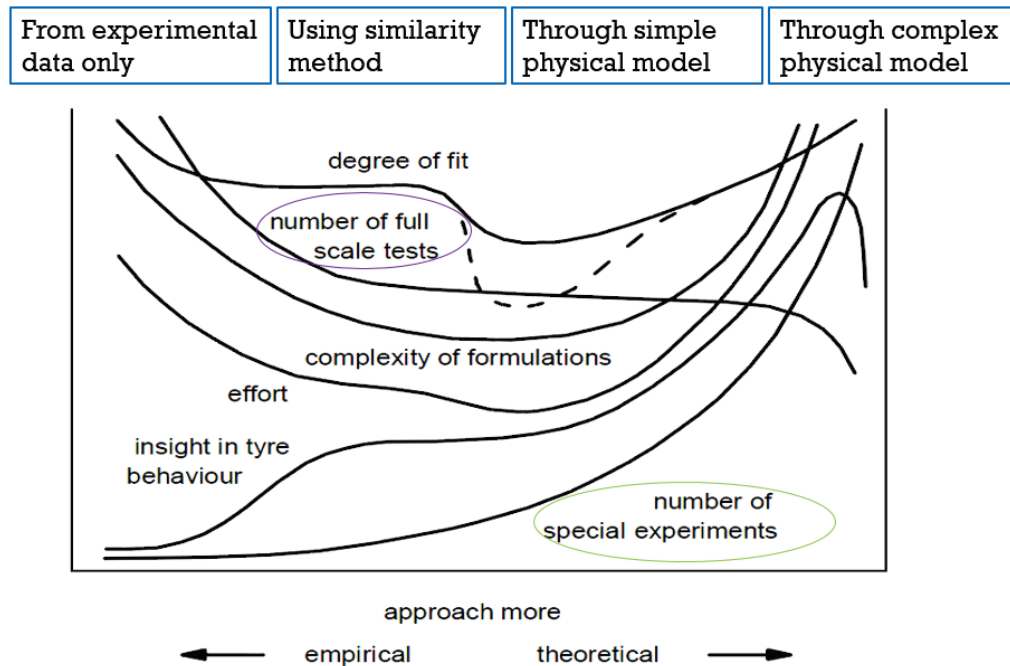 From experimental
data only
Using similarity
method
Through simple
physical model
Through complex
physical model
degree of fit
number of full
scale tests
complexity of formulations
effort
insight in tyre
behaviour
number of
special experiments
approach more
empirical
theoretical